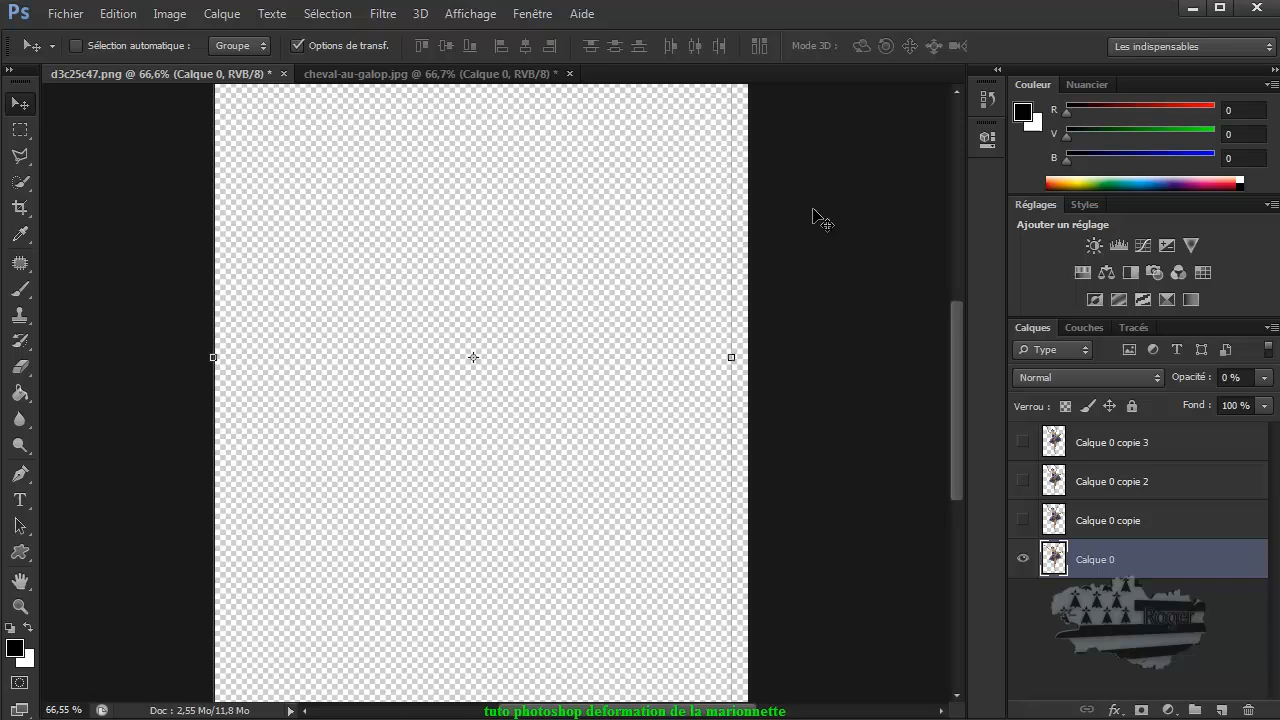 Ps Fichier Edition Image Calque Texte Sélection Filtre 3D Affichage Fenêtre Aide
Sélection automatique : Groupe Options de transf. Mode 3D : Les indispensables
d3c25c47.png @ 66,6% (Calque 0, RVB/8) * cheval-au-galop.jpg @ 66,7% (Calque 0, RVB/8) *
Couleur Nuancier
R 0
V 0
B 0
Réglages Styles
Ajouter un réglage
Calques Couches Tracés
Type
Normal Opacité : 0 %
Verrou : Fond : 100 %
Calque 0 copie 3
Calque 0 copie 2
Calque 0 copie
Calque 0
Roger
66,55 % Doc : 2,55 Mo/11,8 Mo
tuto photoshop deformation de la marionnette